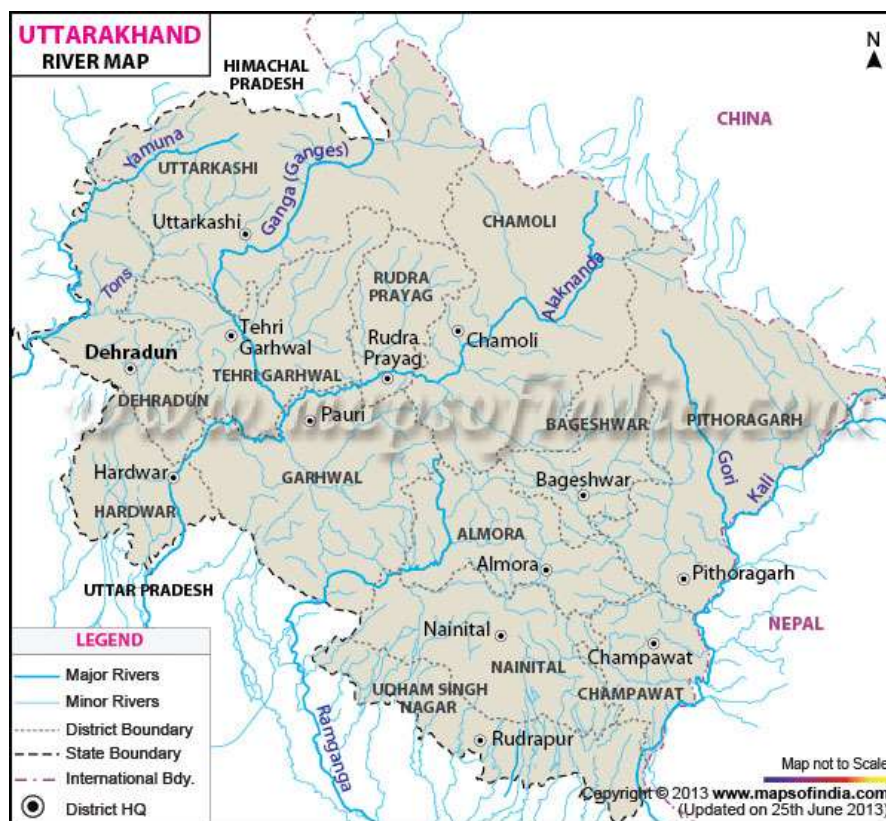 UTTARAKHAND
RIVER MAP
HIMACHAL
PRADESH
N
CHINA
Yamuna
UTTARKASHI
Ganga (Ganges)
Uttarkashi
CHAMOLI
Tons
RUDRA
PRAYAG
Alaknanda
Tehri
Garhwal
Rudra
Prayag
Chamoli
Dehradun
TEHRI GARHWAL
DEHRADUN
www.mapsofindia.com
Pauri
BAGESHWAR
PITHORAGARH
Hardwar
GARHWAL
Bageshwar
Gori
Kali
HARDWAR
ALMORA
Almora
Pithoragarh
UTTAR PRADESH
NEPAL
Nainital
Champawat
NAINITAL
UDHAM SINGH
NAGAR
CHAMPAWAT
Ramganga
Rudrapur
LEGEND
Major Rivers
Minor Rivers
District Boundary
State Boundary
International Bdy.
District HQ
Map not to Scale
Copyright © 2013 www.mapsofindia.com
(Updated on 25th June 2013)